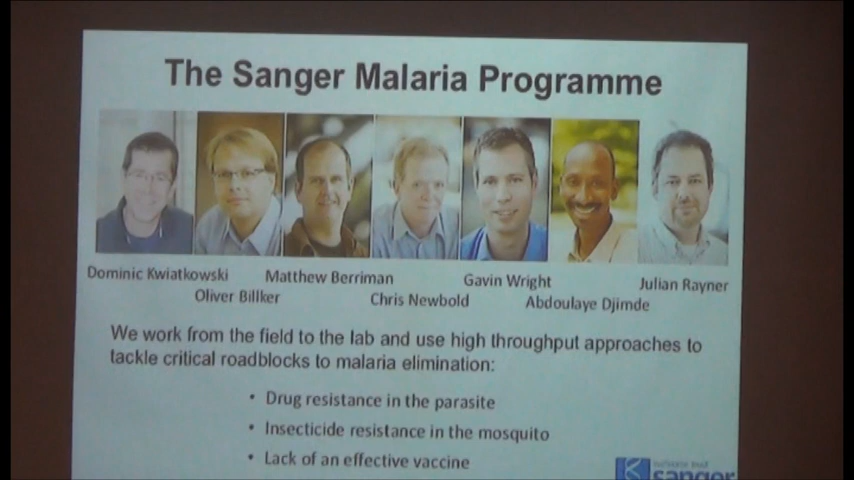 The Sanger Malaria Programme
Dominic Kwiatkowski
Oliver Billker
Matthew Berriman
Chris Newbold
Gavin Wright
Abdoulaye Djimde
Julian Rayner
We work from the field to the lab and use high throughput approaches to
tackle critical roadblocks to malaria elimination:
• Drug resistance in the parasite
• Insecticide resistance in the mosquito
• Lack of an effective vaccine
sanger